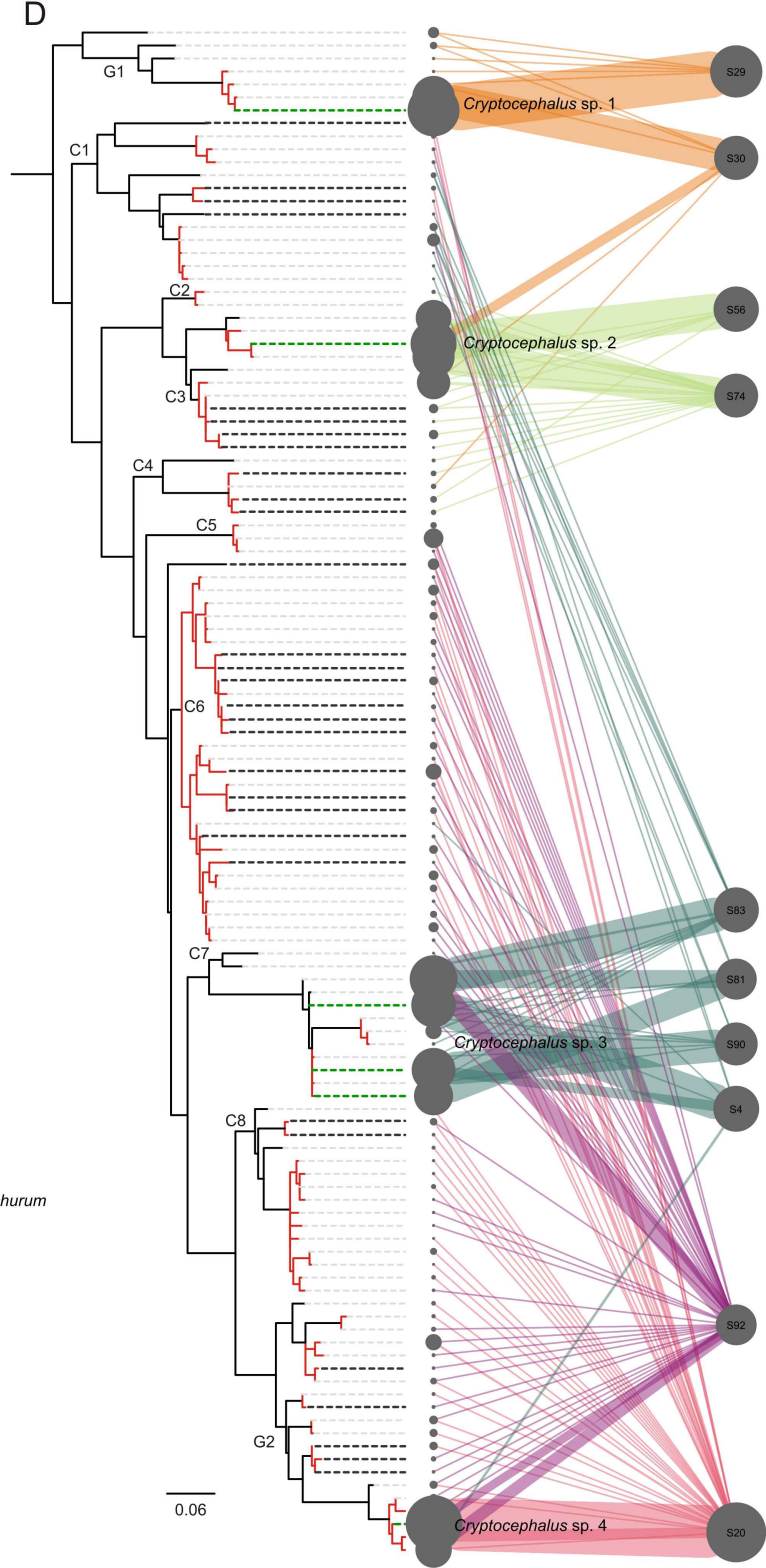 D
G1
S29
Cryptocephalus sp. 1
C1
S30
C2
S56
Cryptocephalus sp. 2
C3
S74
C4
C5
C6
S83
C7
S81
Cryptocephalus sp. 3
S90
S4
C8
hurum
S92
G2
0.06
Cryptocephalus sp. 4
S20